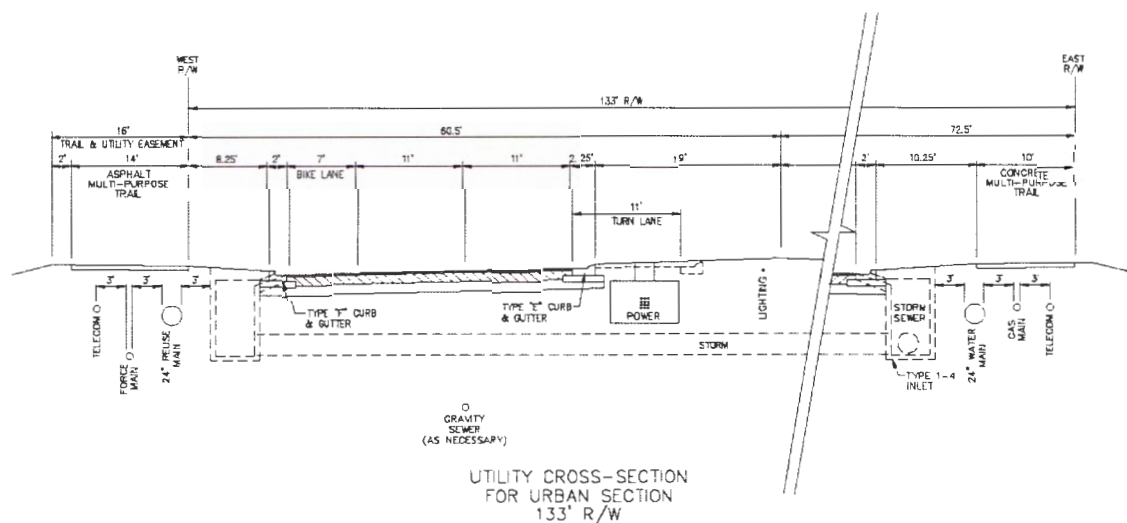 WEST
R/W
EAST
R/W
133' R/W
16'
60.5'
72.5'
TRAIL & UTILITY EASEMENT
2'
14'
8.25'
2'
7'
11'
11'
2.25'
19'
2'
10.25'
10'
ASPHALT
MULTI-PURPOSE
TRAIL
BIKE LANE
CONCRETE
MULTI-PURPOSE
TRAIL
11'
TURN LANE
3'
3'
3'
3'
3'
3'
TYPE "F" CURB
& GUTTER
TYPE "E" CURB
& GUTTER
POWER
LIGHTING
STORM
SEWER
TELECOM
FORCE
MAIN
24" REUSE
MAIN
STORM
24" WATER
MAIN
GAS
MAIN
TELECOM
TYPE 1-4
INLET
GRAVITY
SEWER
(AS NECESSARY)
UTILITY CROSS-SECTION
FOR URBAN SECTION
133' R/W